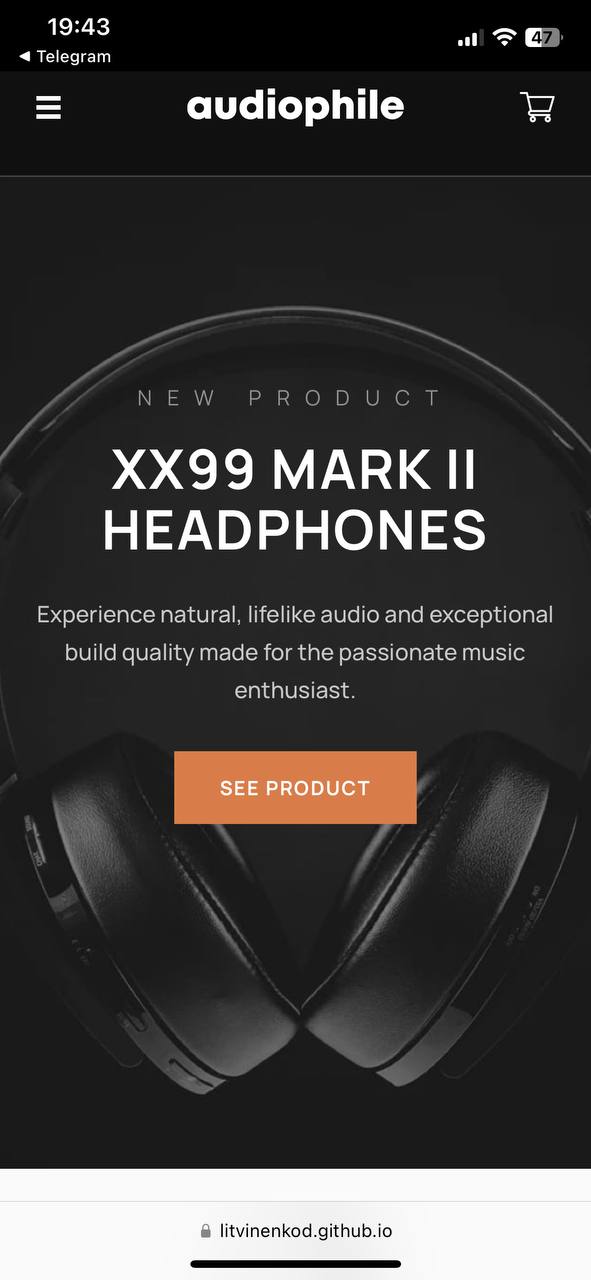 19:43
47
◀ Telegram
audiophile
NEW PRODUCT
XX99 MARK II
HEADPHONES
Experience natural, lifelike audio and exceptional
build quality made for the passionate music
enthusiast.
SEE PRODUCT
litvinenkod.github.io